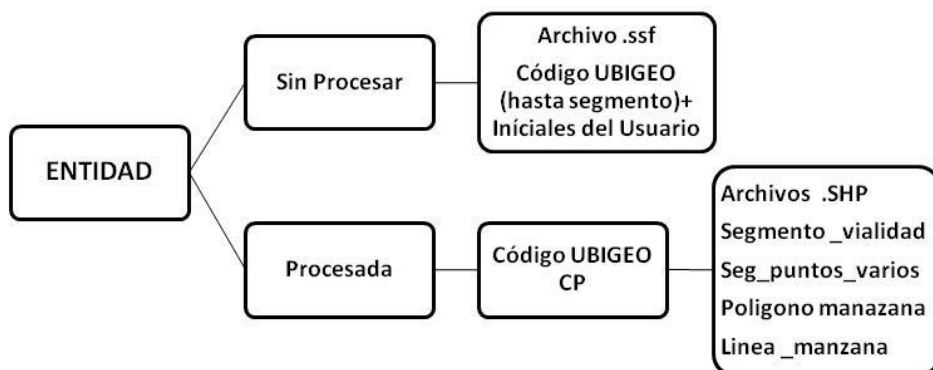 ENTIDAD
Sin Procesar
Archivo .ssf
Código UBIGEO
(hasta segmento)+
Iníciales del Usuario
Procesada
Código UBIGEO
CP
Archivos .SHP
Segmento _vialidad
Seg_puntos_varios
Poligono manazana
Linea _manzana